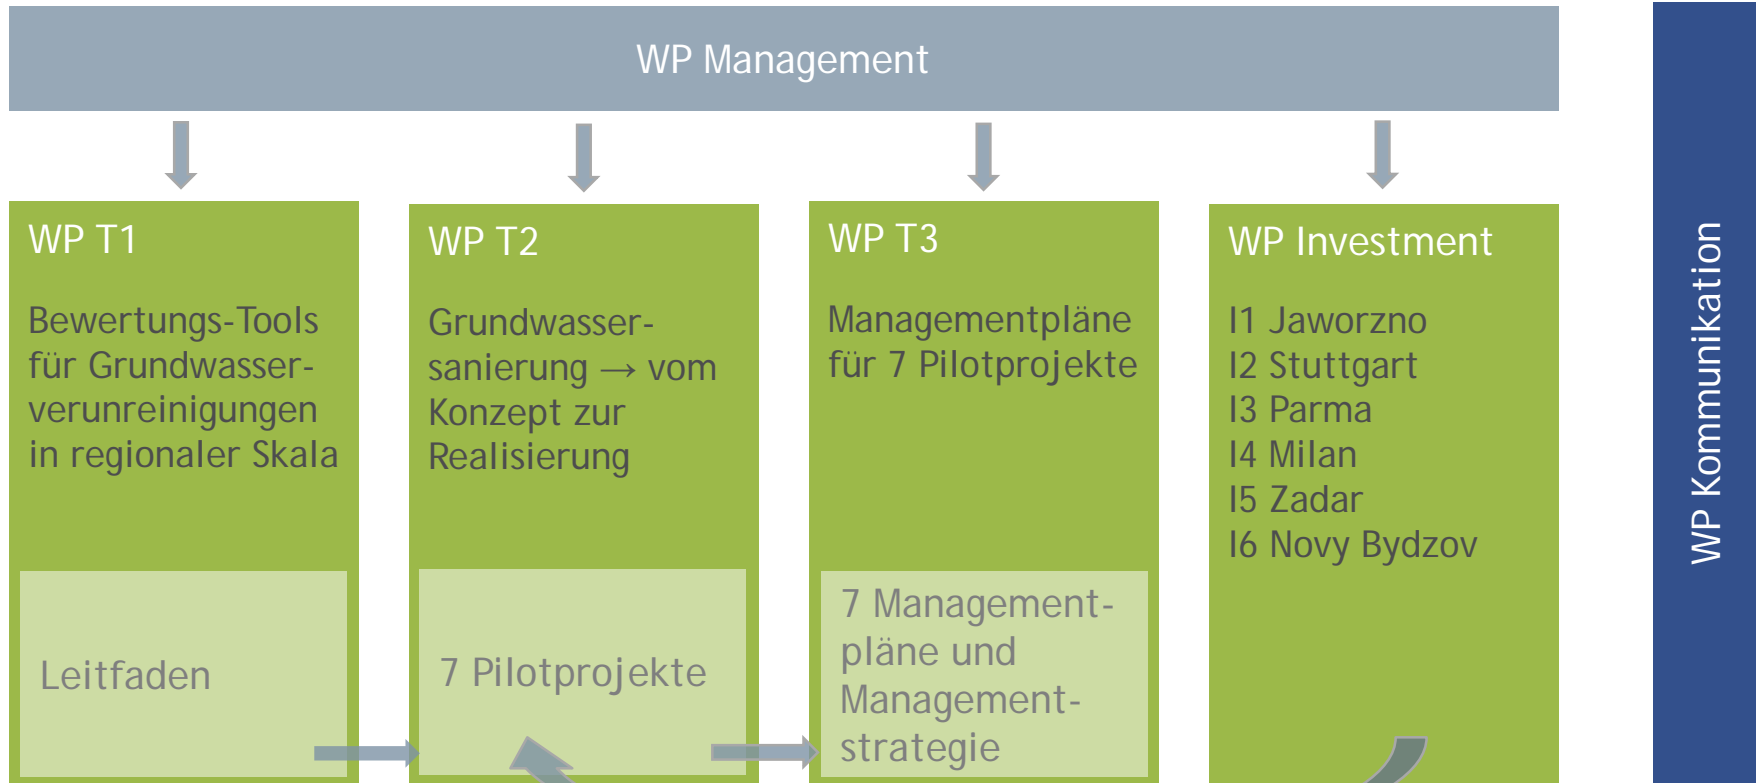 WP Management
WP T1
Bewertungs-Tools
für Grundwasser-
verunreinigungen
in regionaler Skala
Leitfaden
WP T2
Grundwasser-
sanierung → vom
Konzept zur
Realisierung
7 Pilotprojekte
WP T3
Managementpläne
für 7 Pilotprojekte
7 Management-
pläne und
Management-
strategie
WP Investment
I1 Jaworzno
I2 Stuttgart
I3 Parma
I4 Milan
I5 Zadar
I6 Novy Bydzov
WP Kommunikation